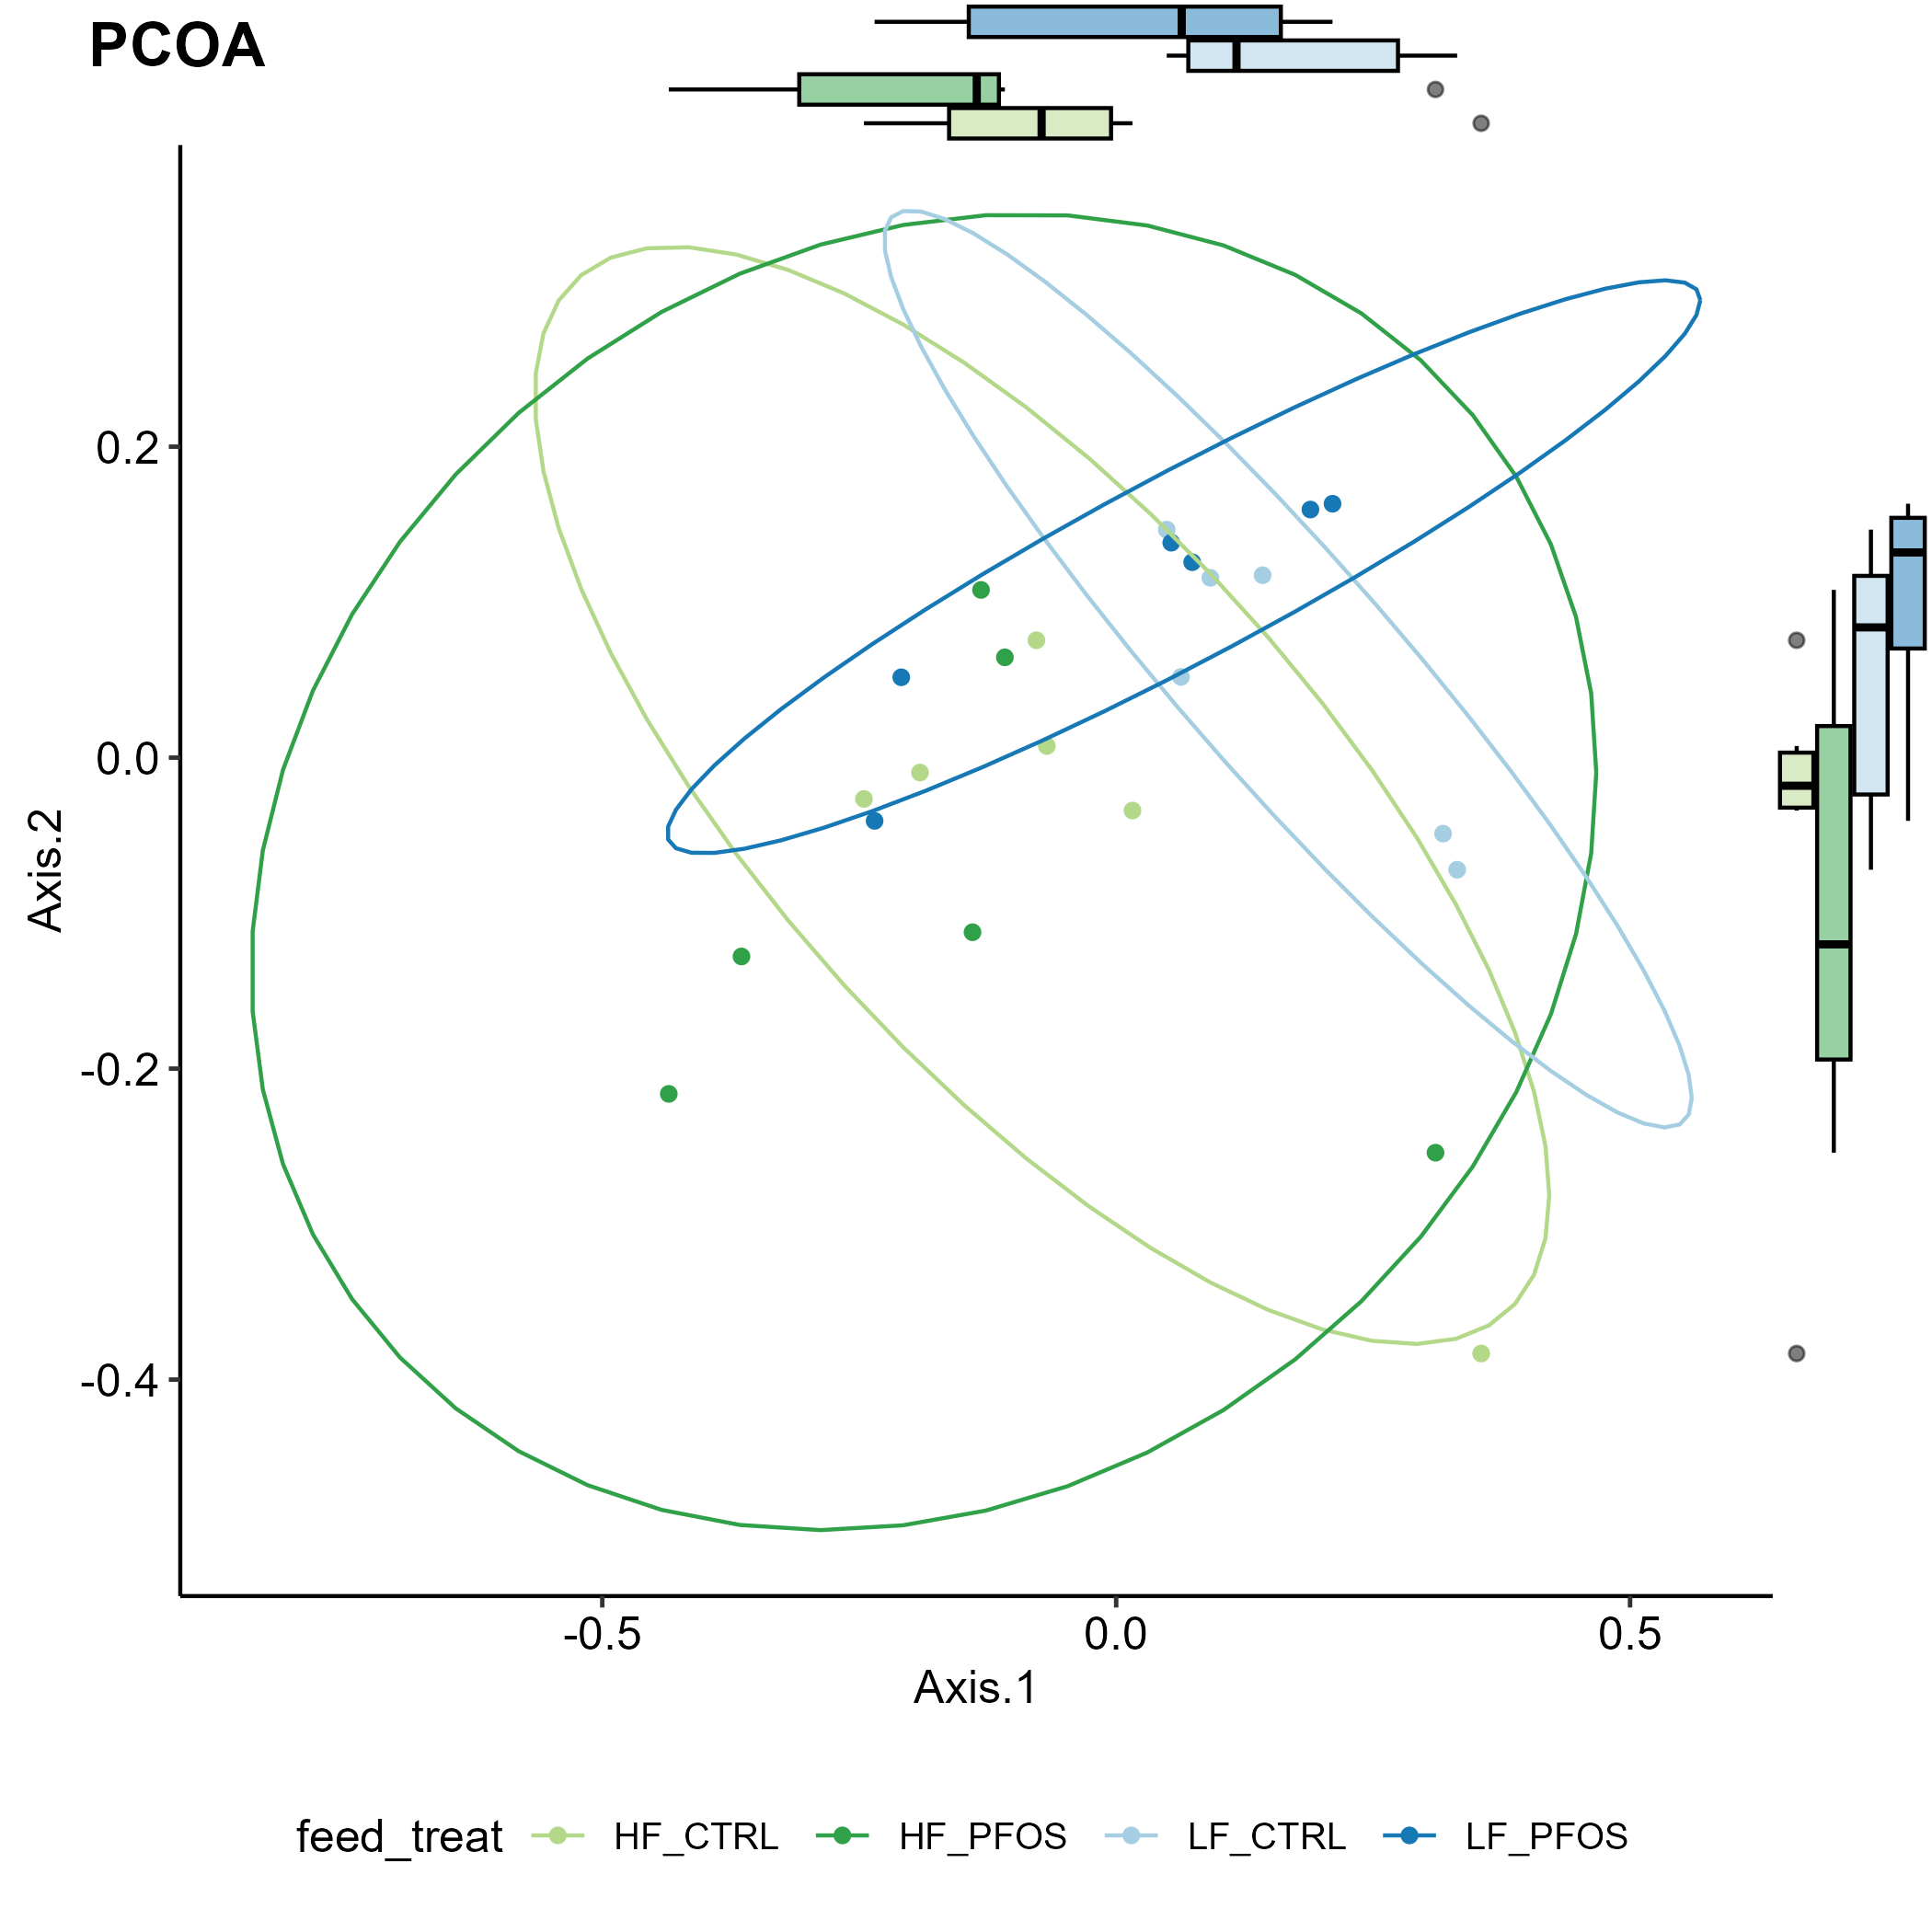 PCOA
0.2
0.0
-0.2
-0.4
Axis.2
-0.5 0.0 0.5
Axis.1
feed_treat HF_CTRL HF_PFOS LF_CTRL LF_PFOS